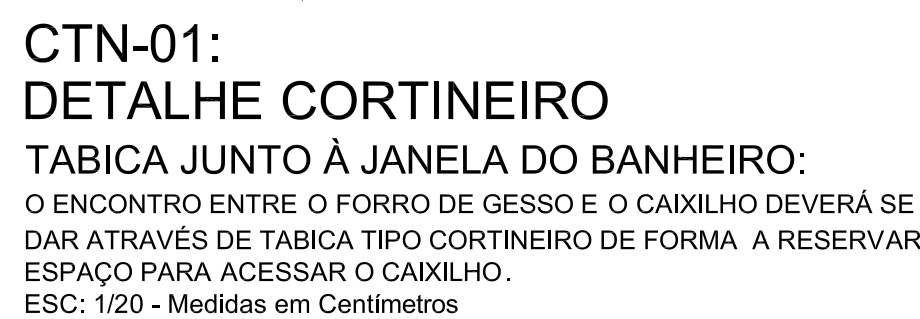 CTN-01:
DETALHE CORTINEIRO
TABICA JUNTO À JANELA DO BANHEIRO:
O ENCONTRO ENTRE O FORRO DE GESSO E O CAIXILHO DEVERÁ SE
DAR ATRAVÉS DE TABICA TIPO CORTINEIRO DE FORMA A RESERVAR
ESPAÇO PARA ACESSAR O CAIXILHO.
ESC: 1/20 - Medidas em Centímetros